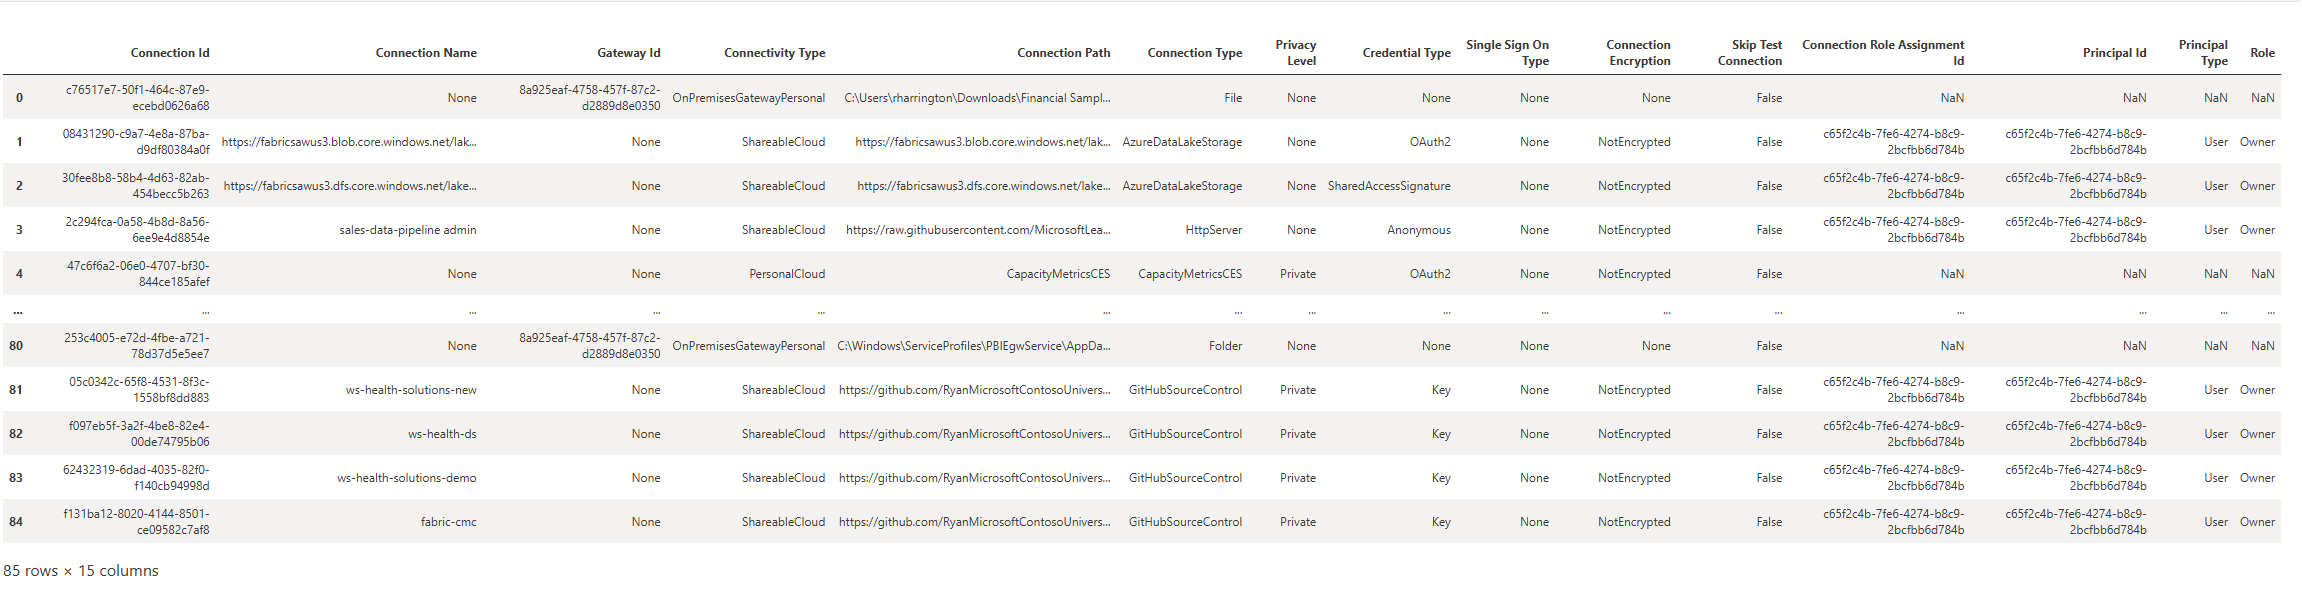 Connection Id Connection Name Gateway Id Connectivity Type Connection Path Connection Type Privacy Level Credential Type Single Sign On Type Connection Encryption Skip Test Connection Connection Role Assignment Id Principal Id Principal Type Role
0 c76517e7-50f1-464c-87e9-ecebd0626a68 None 8a925eaf-4758-457f-87c2-d2889d8e0350 OnPremisesGatewayPersonal C:\Users\rharrington\Downloads\Financial Sampl... File None None None None False NaN NaN NaN NaN
1 08431290-c9a7-4e8a-87ba-d9df80384a0f https://fabricsawus3.blob.core.windows.net/lak... None ShareableCloud https://fabricsawus3.blob.core.windows.net/lak... AzureDataLakeStorage None OAuth2 None NotEncrypted False c65f2c4b-7fe6-4274-b8c9-2bcfbb6d784b c65f2c4b-7fe6-4274-b8c9-2bcfbb6d784b User Owner
2 30fee8b8-58b4-4d63-82ab-454becc5b263 https://fabricsawus3.dfs.core.windows.net/lake... None ShareableCloud https://fabricsawus3.dfs.core.windows.net/lake... AzureDataLakeStorage None SharedAccessSignature None NotEncrypted False c65f2c4b-7fe6-4274-b8c9-2bcfbb6d784b c65f2c4b-7fe6-4274-b8c9-2bcfbb6d784b User Owner
3 2c294fca-0a58-4b8d-8a56-6ee9e4d8854e sales-data-pipeline admin None ShareableCloud https://raw.githubusercontent.com/MicrosoftLea... HttpServer None Anonymous None NotEncrypted False c65f2c4b-7fe6-4274-b8c9-2bcfbb6d784b c65f2c4b-7fe6-4274-b8c9-2bcfbb6d784b User Owner
4 47c6f6a2-06e0-4707-bf30-844ce185afef None None PersonalCloud CapacityMetricsCES CapacityMetricsCES Private OAuth2 None NotEncrypted False NaN NaN NaN NaN
... ... ... ... ... ... ... ... ... ... ... ... ... ... ... ...
80 253c4005-e72d-4fbe-a721-78d37d5e5ee7 None 8a925eaf-4758-457f-87c2-d2889d8e0350 OnPremisesGatewayPersonal C:\Windows\ServiceProfiles\PBIEgwService\AppDa... Folder None None None None False NaN NaN NaN NaN
81 05c0342c-65f8-4531-8f3c-1558bf8dd883 ws-health-solutions-new None ShareableCloud https://github.com/RyanMicrosoftContosoUnivers... GitHubSourceControl Private Key None NotEncrypted False c65f2c4b-7fe6-4274-b8c9-2bcfbb6d784b c65f2c4b-7fe6-4274-b8c9-2bcfbb6d784b User Owner
82 f097eb5f-3a2f-4be8-82e4-00de74795b06 ws-health-ds None ShareableCloud https://github.com/RyanMicrosoftContosoUnivers... GitHubSourceControl Private Key None NotEncrypted False c65f2c4b-7fe6-4274-b8c9-2bcfbb6d784b c65f2c4b-7fe6-4274-b8c9-2bcfbb6d784b User Owner
83 62432319-6dad-4035-82f0-f140cb94998d ws-health-solutions-demo None ShareableCloud https://github.com/RyanMicrosoftContosoUnivers... GitHubSourceControl Private Key None NotEncrypted False c65f2c4b-7fe6-4274-b8c9-2bcfbb6d784b c65f2c4b-7fe6-4274-b8c9-2bcfbb6d784b User Owner
84 f131ba12-8020-4144-8501-ce09582c7af8 fabric-cmc None ShareableCloud https://github.com/RyanMicrosoftContosoUnivers... GitHubSourceControl Private Key None NotEncrypted False c65f2c4b-7fe6-4274-b8c9-2bcfbb6d784b c65f2c4b-7fe6-4274-b8c9-2bcfbb6d784b User Owner
85 rows × 15 columns